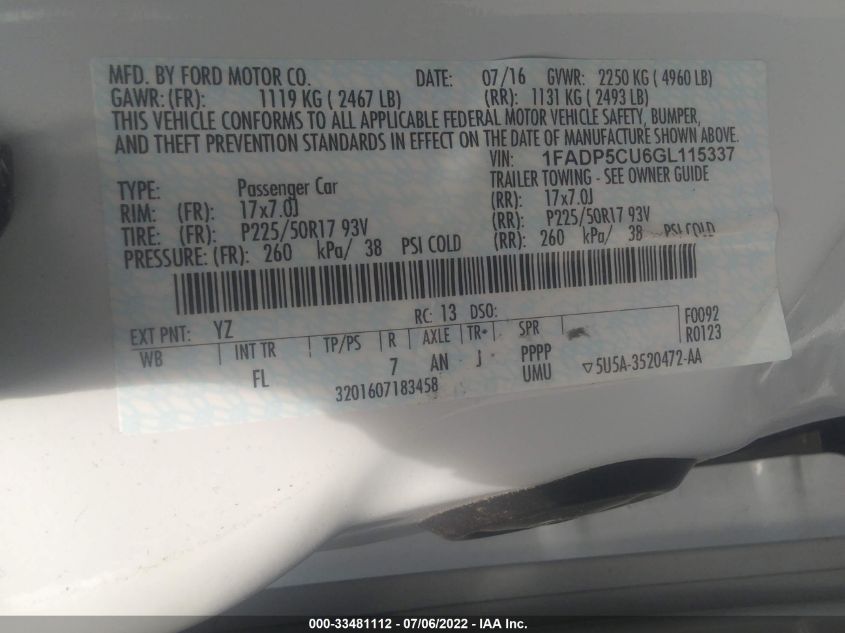 MFD. BY FORD MOTOR CO. DATE: 07/16 GVWR: 2250 KG ( 4960 LB)
GAWR: (FR): 1119 KG ( 2467 LB) (RR): 1131 KG ( 2493 LB)
THIS VEHICLE CONFORMS TO ALL APPLICABLE FEDERAL MOTOR VEHICLE SAFETY, BUMPER,
AND THEFT PREVENTION STANDARDS IN EFFECT ON THE DATE OF MANUFACTURE SHOWN ABOVE.
VIN: 1FADP5CU6GL115337
TYPE: Passenger Car TRAILER TOWING - SEE OWNER GUIDE
RIM: (FR): 17x7.0J (RR): 17x7.0J
TIRE: (FR): P225/50R17 93V (RR): P225/50R17 93V
PRESSURE: (FR): 260 kPa/ 38 PSI COLD (RR): 260 kPa/ 38 PSI COLD
EXT PNT: YZ RC: 13 DSO: F0092
WB INT TR TP/PS R AXLE TR SPR R0123
FL 7 AN J PPPP
3201607183458 UMU ▽5U5A-3520472-AA
000-33481112 - 07/06/2022 - IAA Inc.